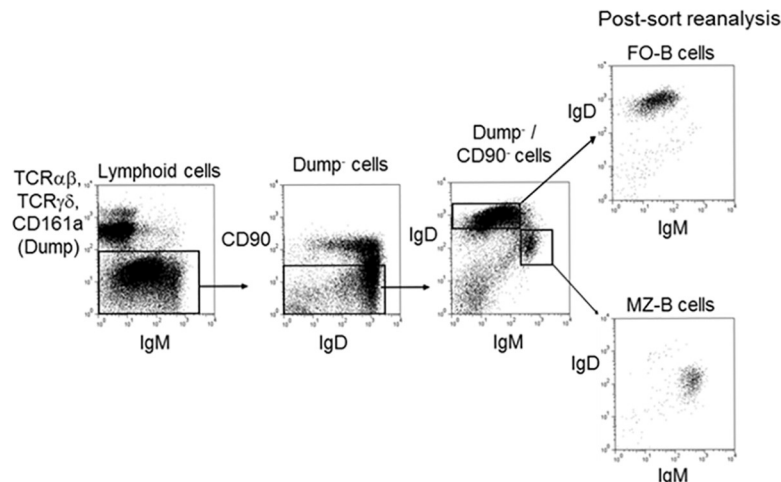 Post-sort reanalysis
FO-B cells
IgD
IgM
Dump⁻ /
CD90⁻ cells
IgD
IgM
Dump⁻ cells
CD90
IgD
Lymphoid cells
TCRαβ,
TCRγδ,
CD161a
(Dump)
IgM
MZ-B cells
IgD
IgM